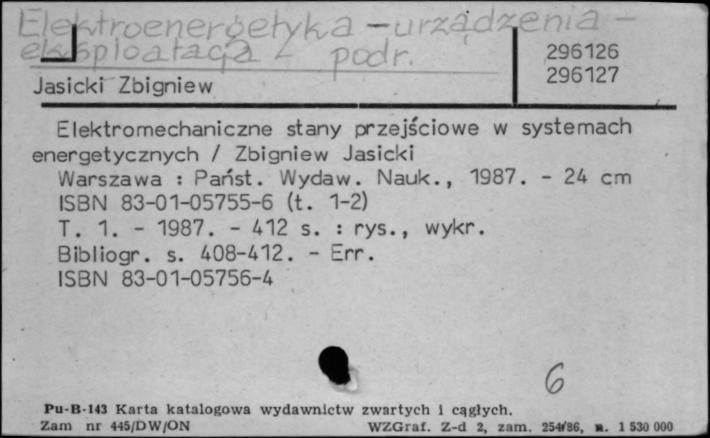 Elektroenergetyka – urządzenia –
eksploatacja – podr.
296126
296127
Jasicki Zbigniew
Elektromechaniczne stany przejściowe w systemach
energetycznych / Zbigniew Jasicki
Warszawa : Państ. Wydaw. Nauk., 1987. - 24 cm
ISBN 83-01-05755-6 (t. 1-2)
T. 1. - 1987. - 412 s. : rys., wykr.
Bibliogr. s. 408-412. - Err.
ISBN 83-01-05756-4
6
Pu-B-143 Karta katalogowa wydawnictw zwartych i ciągłych.
Zam nr 445/DW/ON WZGraf. Z-d 2, zam. 254/86, n. 1 530 000